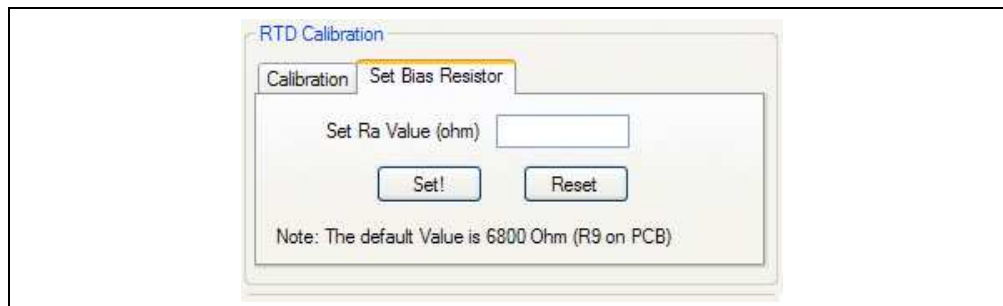 RTD Calibration
Calibration Set Bias Resistor
Set Ra Value (ohm)
Set! Reset
Note: The default Value is 6800 Ohm (R9 on PCB)